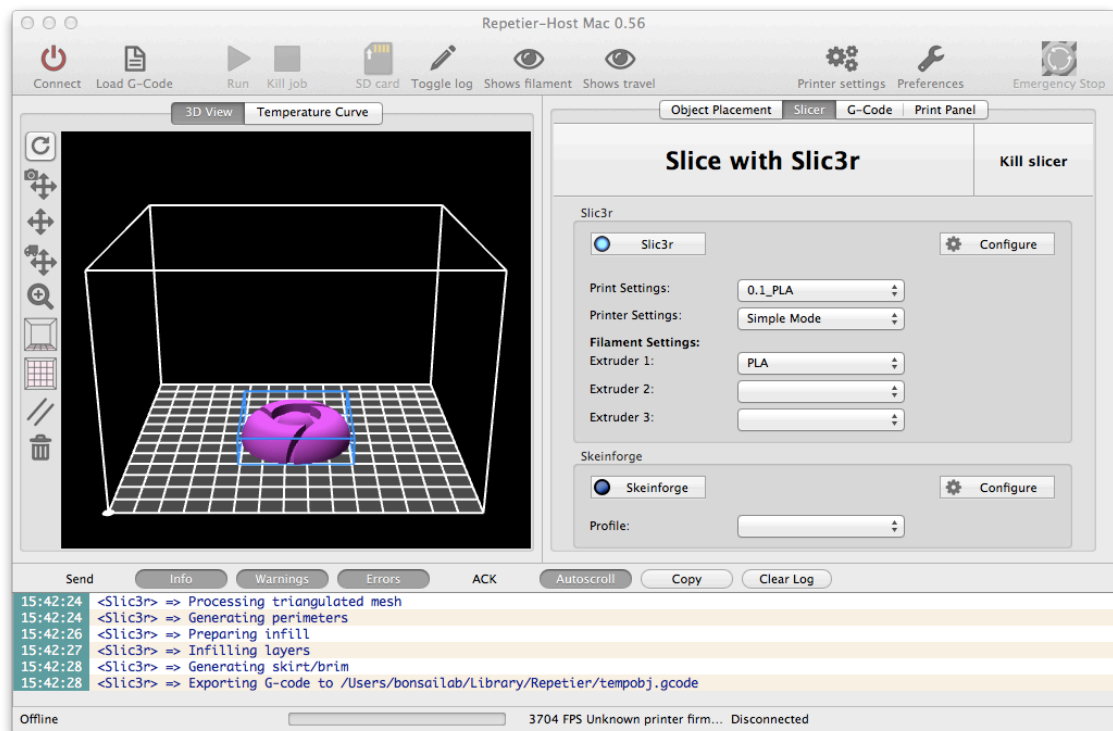 Repetier-Host Mac 0.56
Connect Load G-Code Run Kill job SD card Toggle log Shows filament Shows travel Printer settings Preferences Emergency Stop
3D View Temperature Curve
Object Placement Slicer G-Code Print Panel
Slice with Slic3r Kill slicer
Slic3r
Slic3r Configure
Print Settings: 0.1_PLA
Printer Settings: Simple Mode
Filament Settings:
Extruder 1: PLA
Extruder 2:
Extruder 3:
Skeinforge
Skeinforge Configure
Profile:
Send Info Warnings Errors ACK Autoscroll Copy Clear Log
15:42:24 <Slic3r> => Processing triangulated mesh
15:42:24 <Slic3r> => Generating perimeters
15:42:26 <Slic3r> => Preparing infill
15:42:27 <Slic3r> => Infilling layers
15:42:28 <Slic3r> => Generating skirt/brim
15:42:28 <Slic3r> => Exporting G-code to /Users/bonsailab/Library/Repetier/tempobj.gcode
Offline 3704 FPS Unknown printer firm... Disconnected